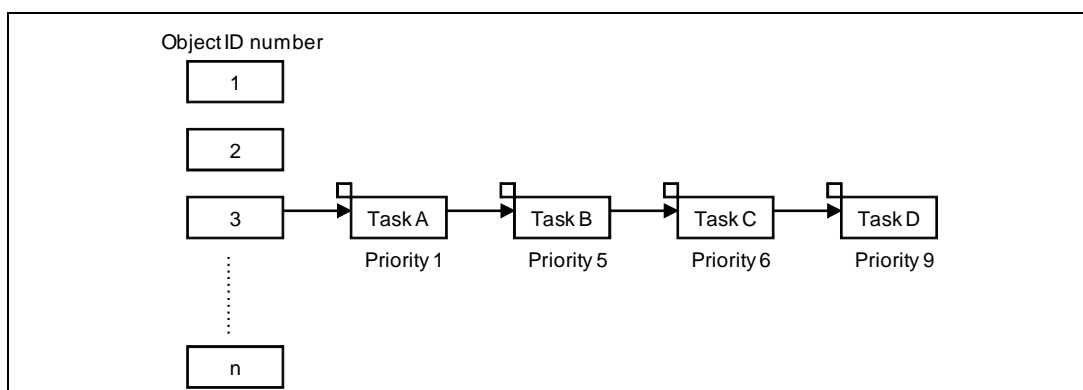 Object ID number
1
2
3 Task A Task B Task C Task D
Priority 1 Priority 5 Priority 6 Priority 9
n